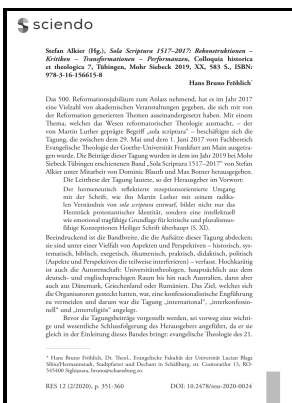 sciendo
Stefan Alkier (Hg.), Sola Scriptura 1517–2017: Rekonstruktionen –
Kritiken – Transformationen – Performanzen, Colloquia historica
et theologica 7, Tübingen, Mohr Siebeck 2019, XX, 583 S., ISBN:
978-3-16-156615-8
Hans Bruno Fröhlich*
Das 500. Reformationsjubiläum zum Anlass nehmend, hat es im Jahr 2017
eine Vielzahl von akademischen Veranstaltungen gegeben, die sich mit von
der Reformation generierten Themen auseinandergesetzt haben. Mit einem
Thema, welches das Wesen reformatorischer Theologie ausmacht, – der
von Martin Luther geprägte Begriff „sola scriptura“ – beschäftigte sich die
Tagung, die zwischen dem 29. Mai und dem 1. Juni 2017 vom Fachbereich
Evangelische Theologie der Goethe-Universität Frankfurt am Main ausgetra-
gen wurde. Die Beiträge dieser Tagung wurden in dem im Jahr 2019 bei Mohr
Siebeck Tübingen erschienenen Band „Sola Scriptura 1517–2017“ von Stefan
Alkier unter Mitarbeit von Dominic Blauth und Max Botner herausgegeben.
Die Leitthese der Tagung lautete, so der Herausgeber im Vorwort:
Der hermeneutisch reflektierte rezeptionsorientierte Umgang
mit der Schrift, wie ihn Martin Luther mit seinem radika-
len Verständnis von sola scriptura entwarf, bildet nicht nur das
Herzstück protestantischer Identität, sondern eine intellektuell
wie emotional tragfähige Grundlage für kritische und pluralismus-
fähige Konzeptionen Heiliger Schrift überhaupt (S. XI).
Beeindruckend ist die Bandbreite, die die Aufsätze dieser Tagung abdecken;
sie sind unter einer Vielfalt von Aspekten und Perspektiven – historisch, sys-
tematisch, biblisch, exegetisch, ökumenisch, praktisch, didaktisch, politisch
(Aspekte und Perspektiven die teilweise interferieren) – verfasst. Hochkarätig
ist auch die Autorenschaft: Universitätstheologen, hauptsächlich aus dem
deutsch- und englischsprachigen Raum bis hin nach Australien, dann aber
auch aus Dänemark, Griechenland oder Rumänien. Das Ziel, welches sich
die Organisatoren gesteckt hatten, war, eine konfessionalistische Engführung
zu vermeiden und darum war die Tagung „international“, „interkonfessio-
nell“ und „interreligiös“ angelegt.
Bevor die Tagungsbeiträge vorgestellt werden, sei vorweg eine wichti-
ge und wesentliche Schlussfolgerung des Herausgebers angeführt, da er sie
gleich in der Einleitung dieses Bandes bringt: evangelische Theologie des 21.
* Hans Bruno Fröhlich, Dr. Theol., Evangelische Fakultät der Universität Lucian Blaga
Sibiu/Hermannstadt, Stadtpfarrer und Dechant in Schäßburg, str. Cositorarilor 13, RO-
545400 Sighișoara,
RES 12 (2/2020), p. 351-360 DOI: 10.2478/ress-2020-0024